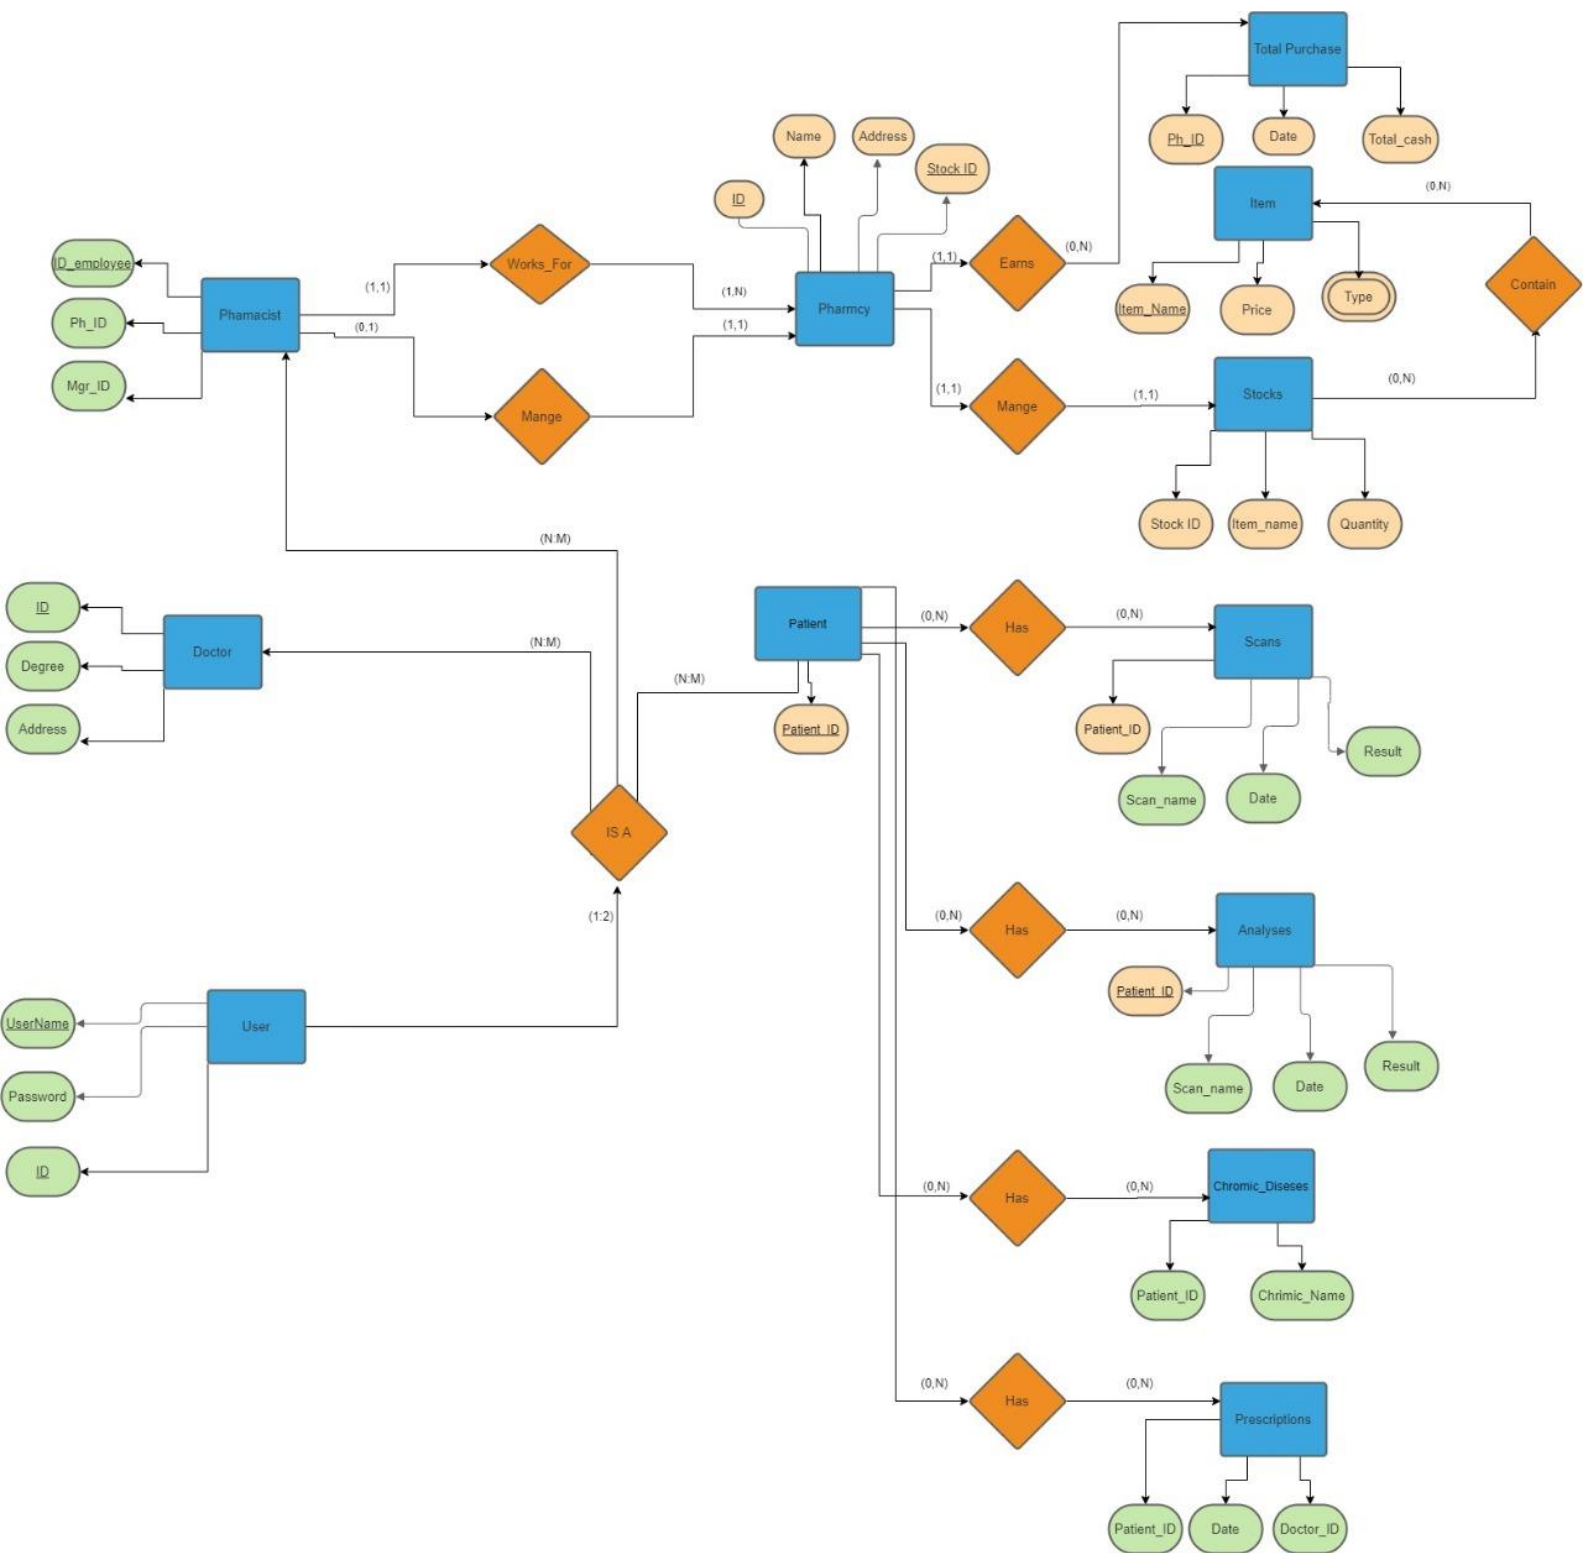 Total Purchase
Ph_ID
Date
Total_cash
Name
Address
Stock ID
ID
(0,N)
Item
(0,N)
Earns
(1,1)
Works_For
ID_employee
Phamacist
(1,1)
(1,N)
Pharmcy
Item_Name
Price
Type
Contain
Ph_ID
(0,1)
(1,1)
Mgr_ID
Mange
(1,1)
Mange
(1,1)
Stocks
(0,N)
Stock ID
Item_name
Quantity
(N:M)
ID
Doctor
Degree
Address
(N:M)
(N:M)
Patient
Patient_ID
(0,N)
Has
(0,N)
Scans
Patient_ID
Result
Scan_name
Date
IS A
(1:2)
(0,N)
Has
(0,N)
Analyses
Patient_ID
Scan_name
Date
Result
UserName
User
Password
ID
(0,N)
Has
(0,N)
Chromic_Diseses
Patient_ID
Chrimic_Name
(0,N)
Has
(0,N)
Prescriptions
Patient_ID
Date
Doctor_ID